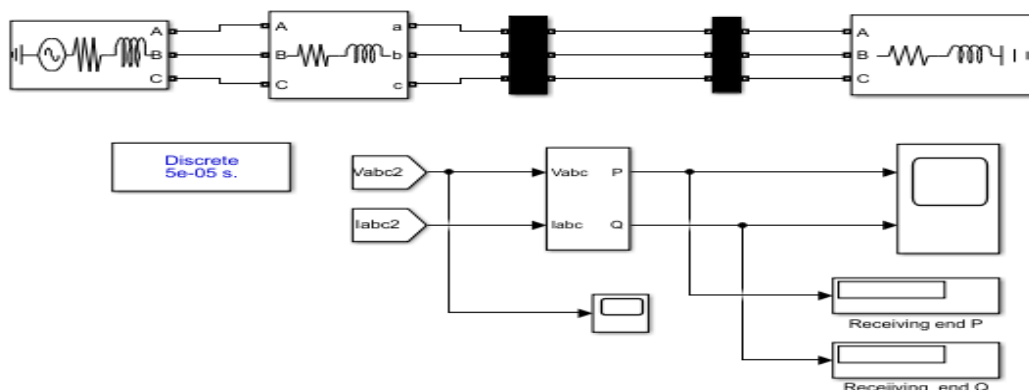 A
B
C
A
B
C
a
b
c
A
B
C
Discrete
5e-05 s.
Vabc2
Iabc2
Vabc
Iabc
P
Q
Receiving end P
Receiving end Q